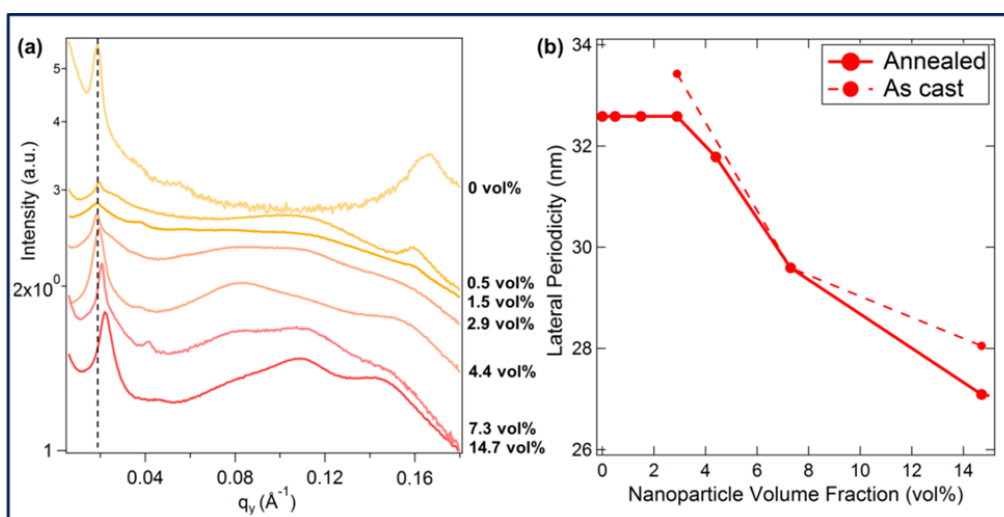 (a)
5
4
3
2x10⁰
1
Intensity (a.u.)
0 vol%
0.5 vol%
1.5 vol%
2.9 vol%
4.4 vol%
7.3 vol%
14.7 vol%
0.04
0.08
0.12
0.16
qy (Å⁻¹)
(b)
34
32
30
28
26
Lateral Periodicity (nm)
Annealed
As cast
0
2
4
6
8
10
12
14
Nanoparticle Volume Fraction (vol%)